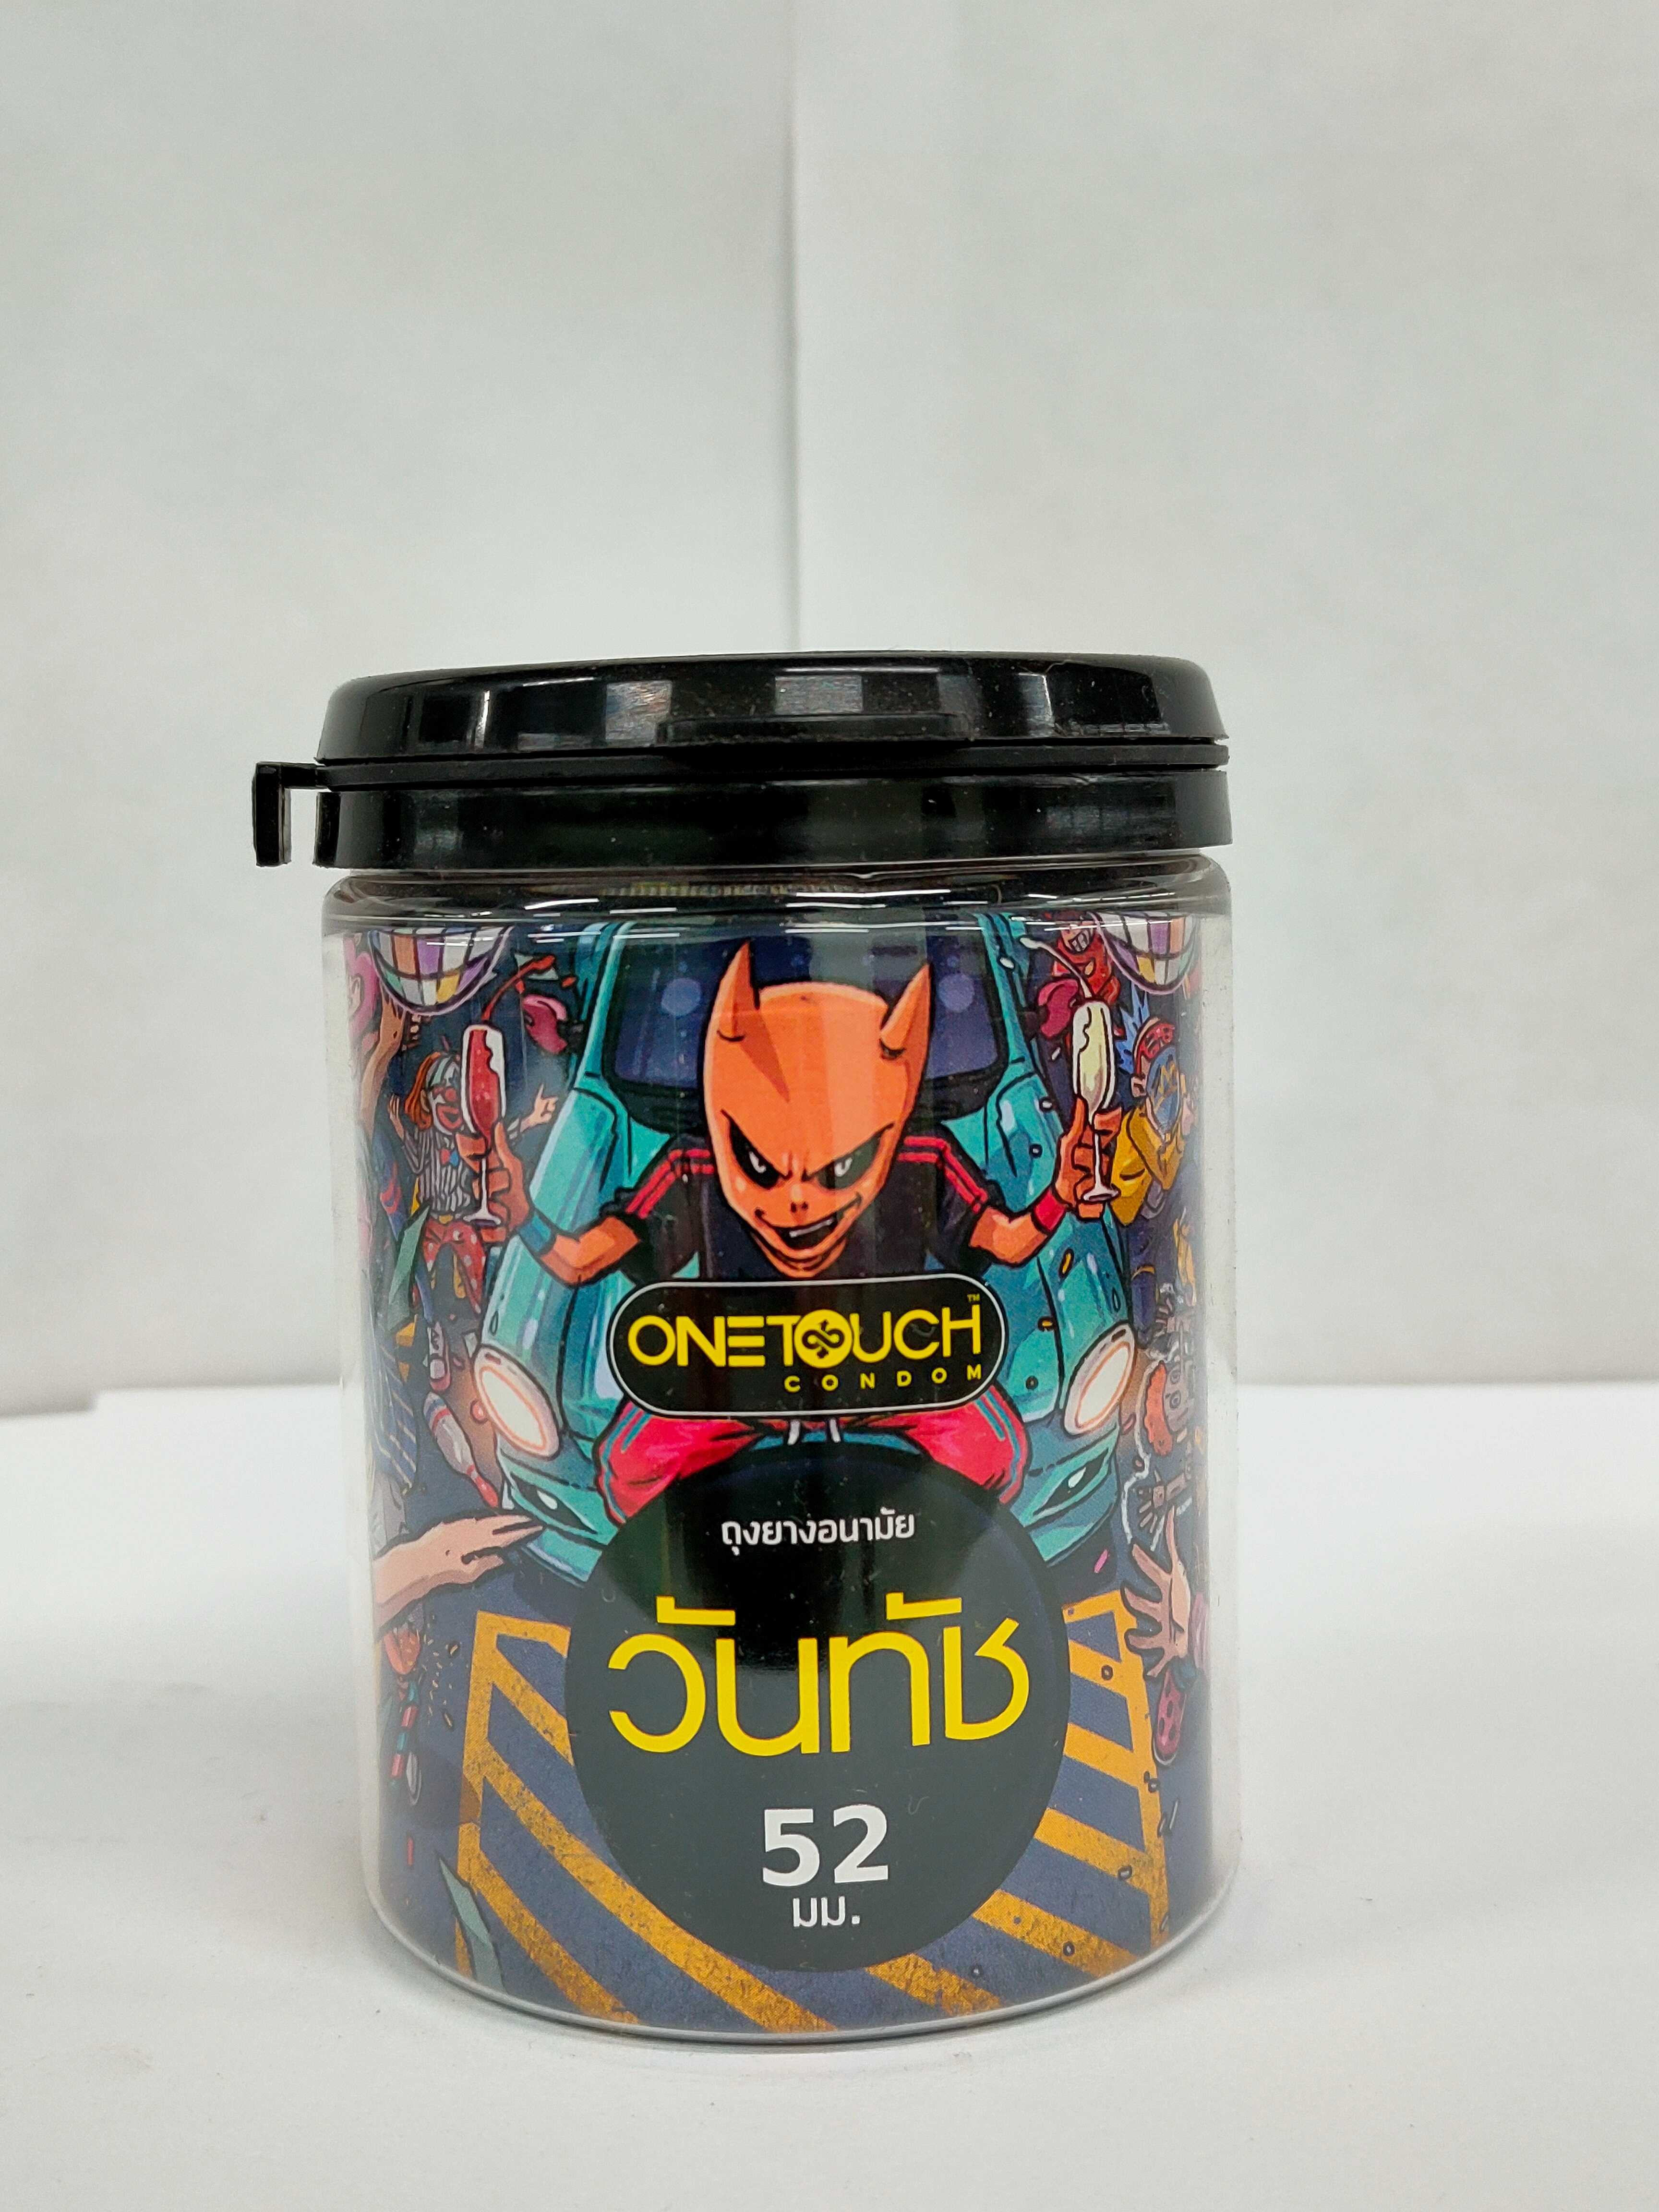 ONETOUCH™
CONDOM
ถุงยางอนามัย
วันทัช
52
มม.